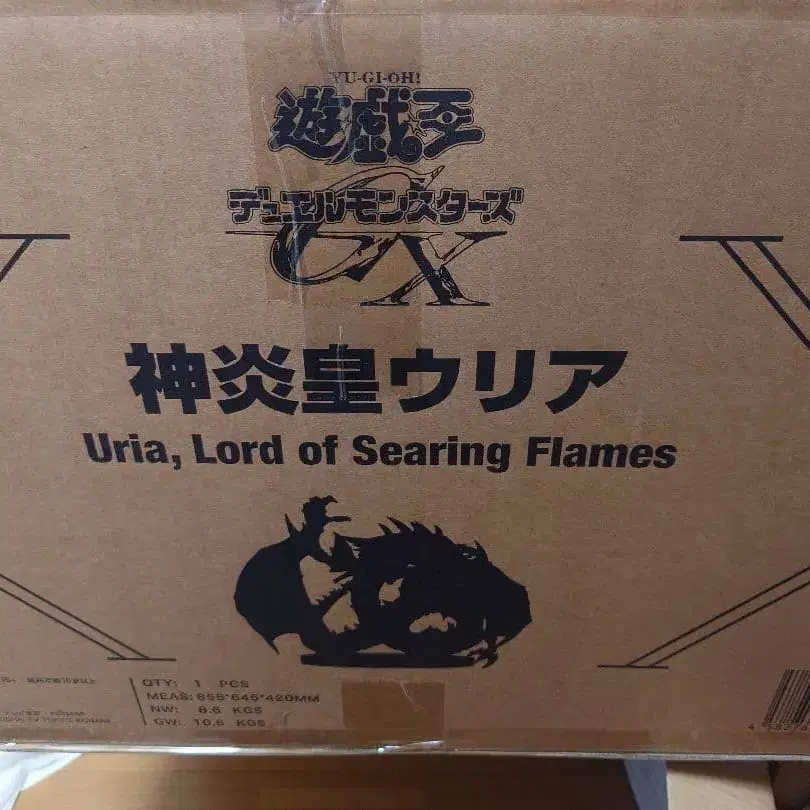 YU-GI-OH!
遊戯王
デュエルモンスターズ
GX
神炎皇ウリア
Uria, Lord of Searing Flames
QTY: 1 PCS
MEAS: 855*645*420MM
NW: 8.6 KGS
GW: 10.6 KGS